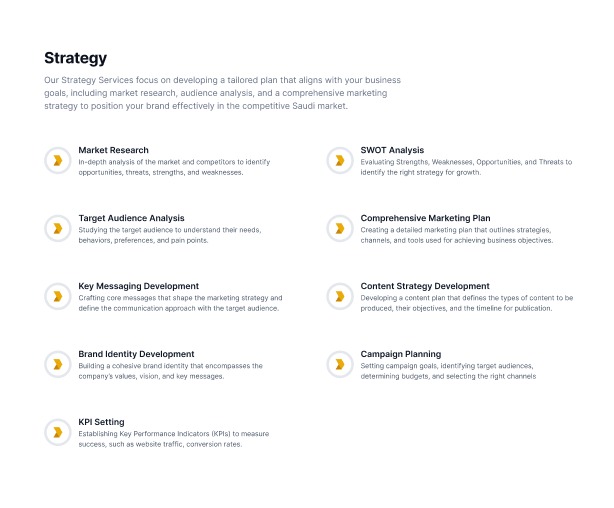 Strategy
Our Strategy Services focus on developing a tailored plan that aligns with your business
goals, including market research, audience analysis, and a comprehensive marketing
strategy to position your brand effectively in the competitive Saudi market.
Market Research
In-depth analysis of the market and competitors to identify
opportunities, threats, strengths, and weaknesses.
SWOT Analysis
Evaluating Strengths, Weaknesses, Opportunities, and Threats to
identify the right strategy for growth.
Target Audience Analysis
Studying the target audience to understand their needs,
behaviors, preferences, and pain points.
Comprehensive Marketing Plan
Creating a detailed marketing plan that outlines strategies,
channels, and tools used for achieving business objectives.
Key Messaging Development
Crafting core messages that shape the marketing strategy and
define the communication approach with the target audience.
Content Strategy Development
Developing a content plan that defines the types of content to be
produced, their objectives, and the timeline for publication.
Brand Identity Development
Building a cohesive brand identity that encompasses the
company's values, vision, and key messages.
Campaign Planning
Setting campaign goals, identifying target audiences,
determining budgets, and selecting the right channels
KPI Setting
Establishing Key Performance Indicators (KPIs) to measure
success, such as website traffic, conversion rates.